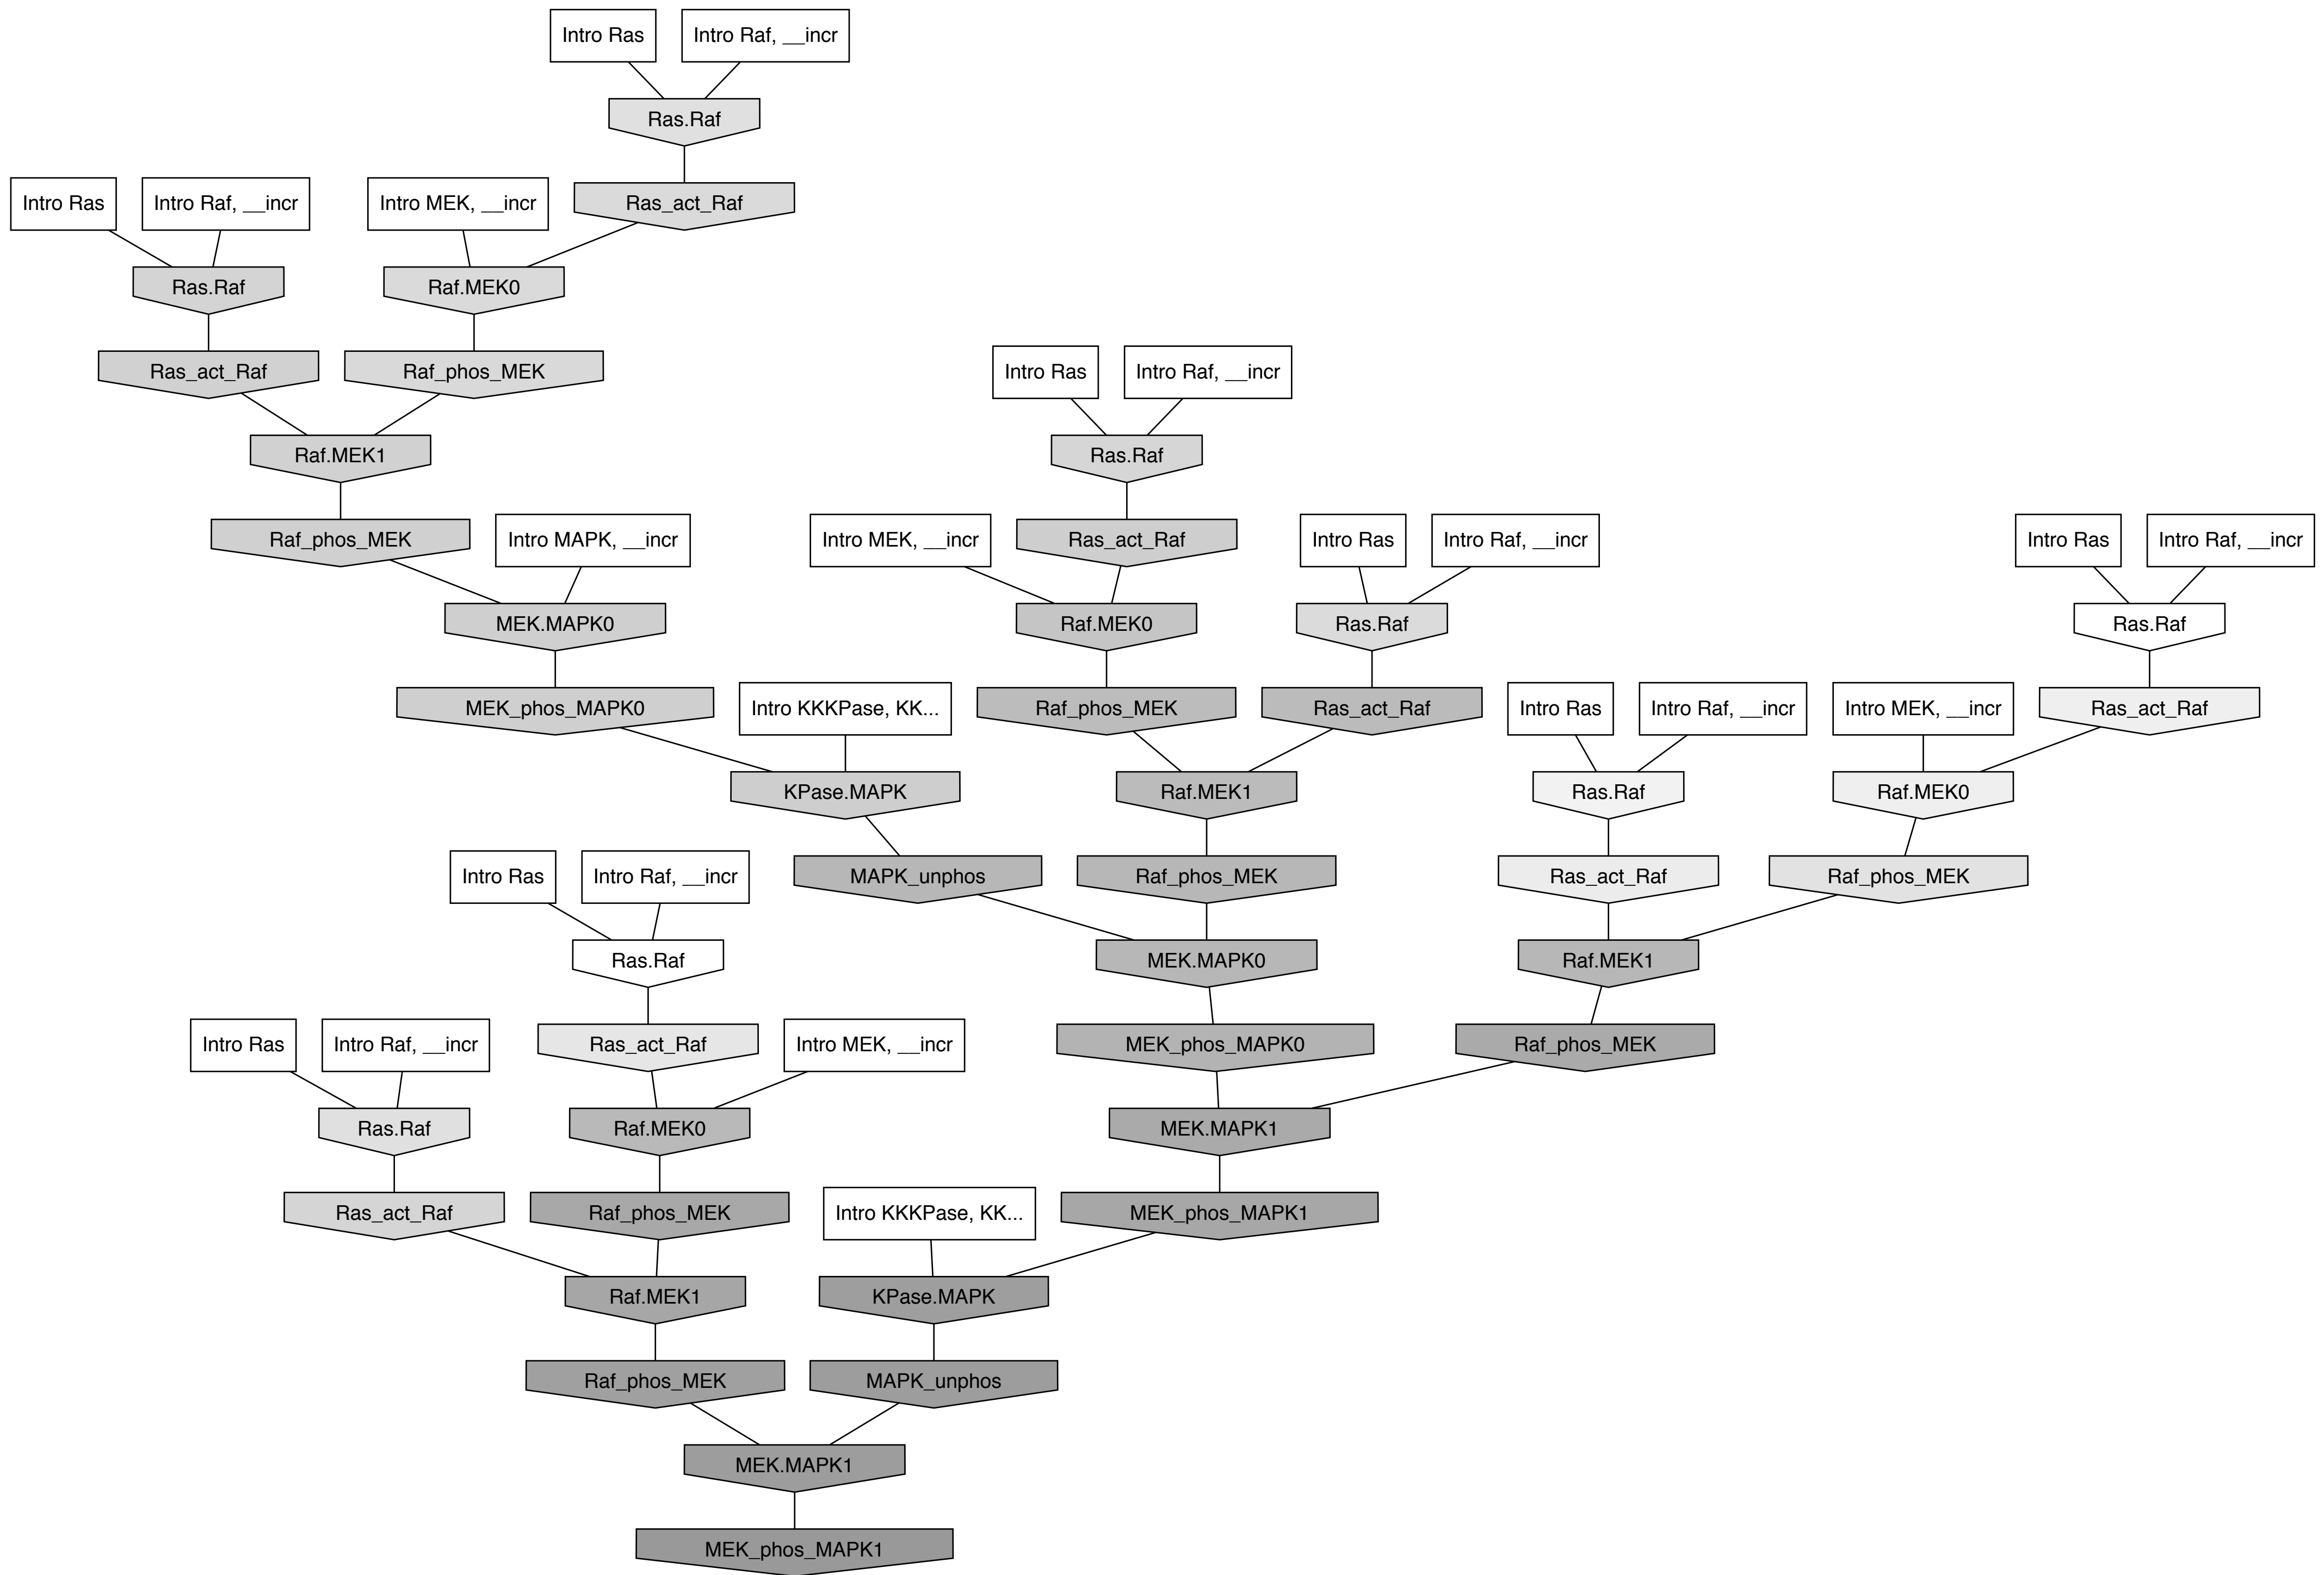 Intro Ras
Intro Raf, __incr
Ras.Raf
Intro Ras
Intro Raf, __incr
Intro MEK, __incr
Ras_act_Raf
Ras.Raf
Raf.MEK0
Ras_act_Raf
Raf_phos_MEK
Intro Ras
Intro Raf, __incr
Raf.MEK1
Ras.Raf
Raf_phos_MEK
Intro MAPK, __incr
Intro MEK, __incr
Ras_act_Raf
Intro Ras
Intro Raf, __incr
Intro Ras
Intro Raf, __incr
MEK.MAPK0
Raf.MEK0
Ras.Raf
Ras.Raf
MEK_phos_MAPK0
Intro KKKPase, KK...
Raf_phos_MEK
Ras_act_Raf
Intro Ras
Intro Raf, __incr
Intro MEK, __incr
Ras_act_Raf
KPase.MAPK
Raf.MEK1
Ras.Raf
Raf.MEK0
Intro Ras
Intro Raf, __incr
MAPK_unphos
Raf_phos_MEK
Ras_act_Raf
Raf_phos_MEK
Ras.Raf
MEK.MAPK0
Raf.MEK1
Intro Ras
Intro Raf, __incr
Ras_act_Raf
Intro MEK, __incr
MEK_phos_MAPK0
Raf_phos_MEK
Ras.Raf
Raf.MEK0
MEK.MAPK1
Ras_act_Raf
Raf_phos_MEK
Intro KKKPase, KK...
MEK_phos_MAPK1
Raf.MEK1
KPase.MAPK
Raf_phos_MEK
MAPK_unphos
MEK.MAPK1
MEK_phos_MAPK1